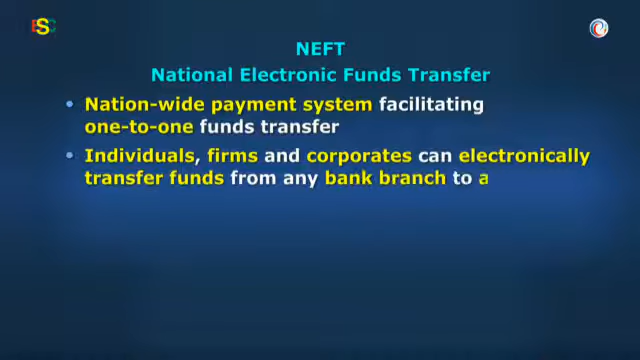 ESC
NEFT
National Electronic Funds Transfer
• Nation-wide payment system facilitating
one-to-one funds transfer
• Individuals, firms and corporates can electronically
transfer funds from any bank branch to a